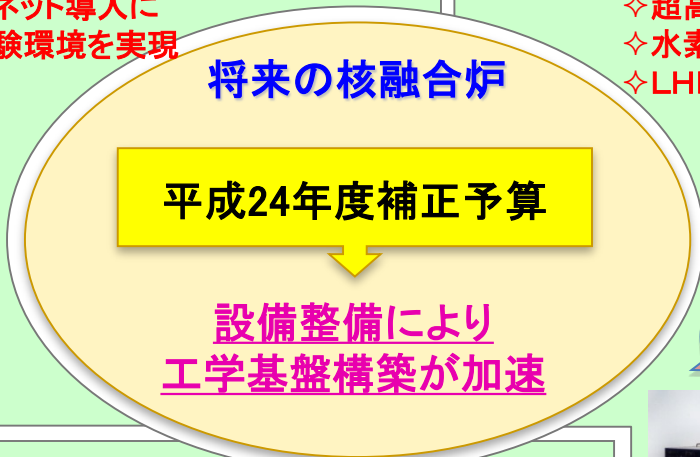 ネット導入に
験環境を実現
✧超高
✧水素
✧LH
将来の核融合炉
平成24年度補正予算
設備整備により
工学基盤構築が加速